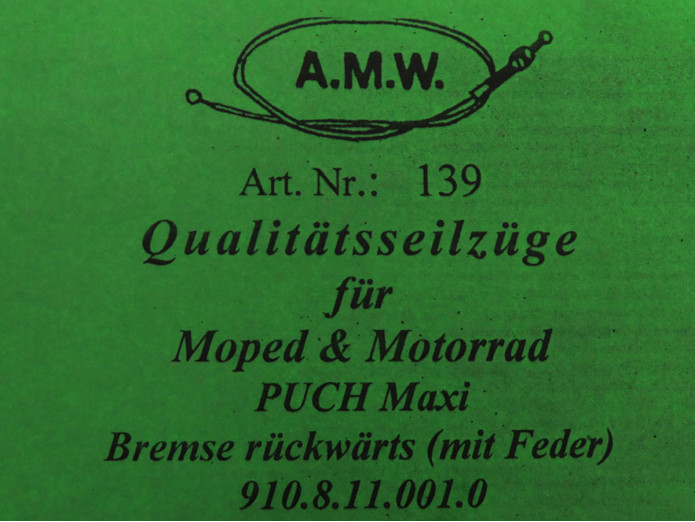 A.M.W.
Art. Nr.: 139
Qualitätsseilzüge
für
Moped & Motorrad
PUCH Maxi
Bremse rückwärts (mit Feder)
910.8.11.001.0